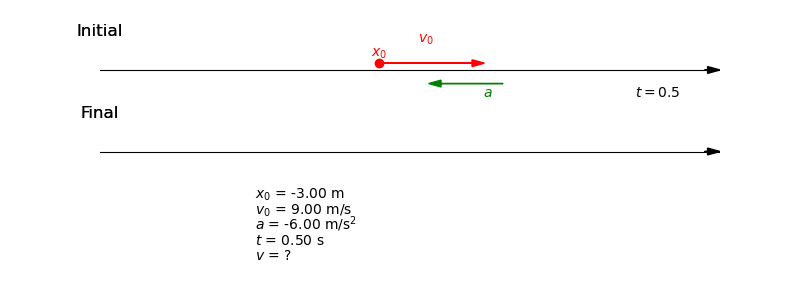 Initial
v₀
x₀
a
t = 0.5
Final
x₀ = -3.00 m
v₀ = 9.00 m/s
a = -6.00 m/s²
t = 0.50 s
v = ?